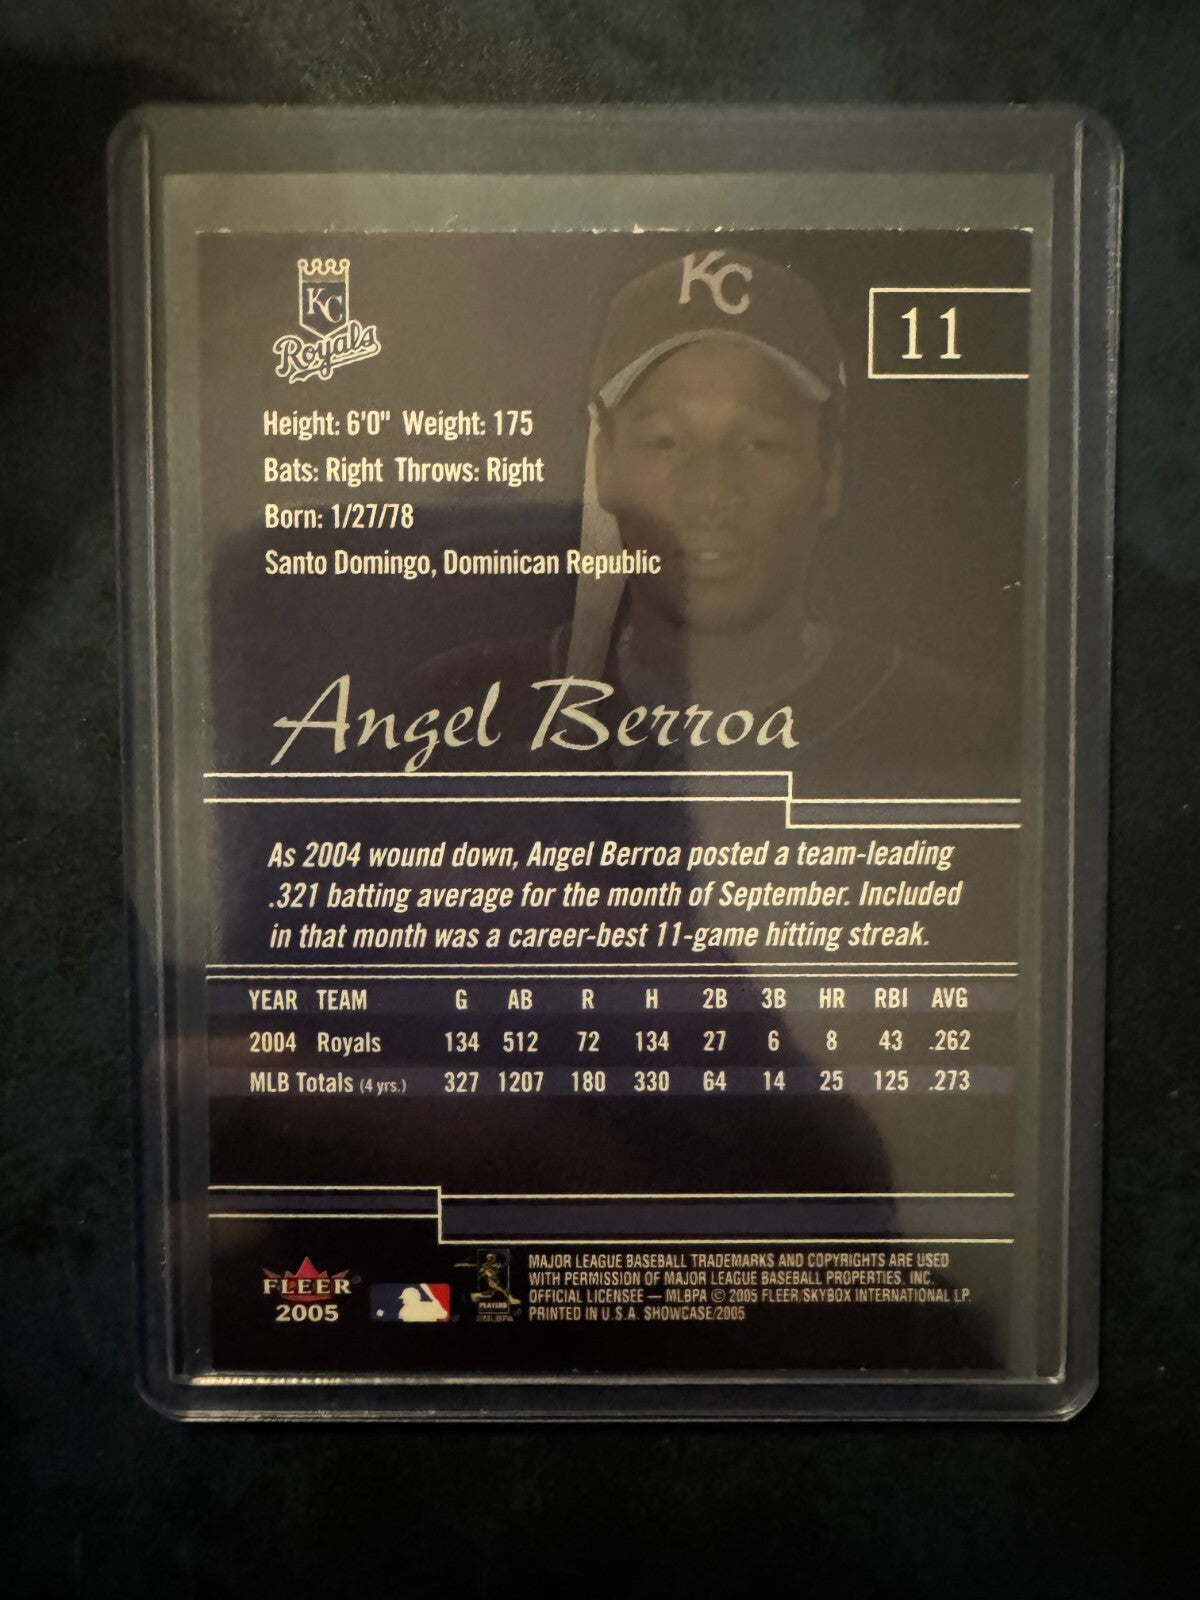 KC
11
KC
Royals
Height: 6'0" Weight: 175
Bats: Right Throws: Right
Born: 1/27/78
Santo Domingo, Dominican Republic
Angel Berroa
As 2004 wound down, Angel Berroa posted a team-leading
.321 batting average for the month of September. Included
in that month was a career-best 11-game hitting streak.
YEAR TEAM G AB R H 2B 3B HR RBI AVG
2004 Royals 134 512 72 134 27 6 8 43 .262
MLB Totals (4 yrs.) 327 1207 180 330 64 14 25 125 .273
FLEER
2005
PLAYERS
MLBPA
MAJOR LEAGUE BASEBALL TRADEMARKS AND COPYRIGHTS ARE USED
WITH PERMISSION OF MAJOR LEAGUE BASEBALL PROPERTIES, INC.
OFFICIAL LICENSEE — MLBPA © 2005 FLEER/SKYBOX INTERNATIONAL LP.
PRINTED IN U.S.A. SHOWCASE/2005